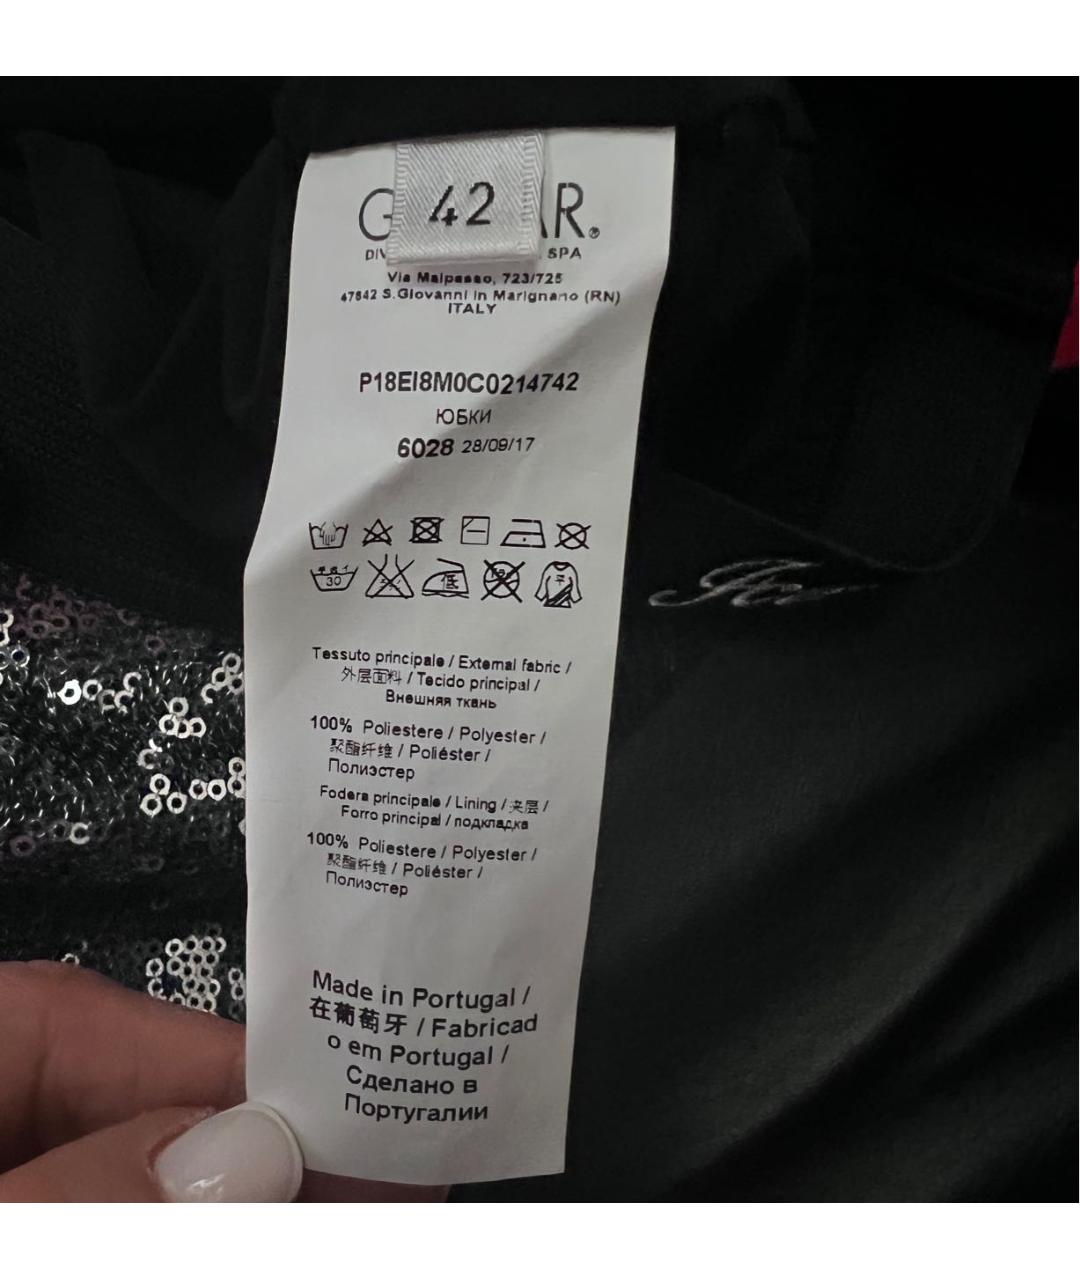 42
R®
SPA
Via Malpasso, 723/725
47842 S.Giovanni in Marignano (RN)
ITALY
P18EI8M0C0214742
ЮБКИ
6028 28/09/17
30
低
Tessuto principale / External fabric /
外层面料 / Tecido principal /
Внешняя ткань
100% Poliestere / Polyester /
聚酯纤维 / Poliéster /
Полиэстер
Fodera principale / Lining / 夹层 /
Forro principal / подкладка
100% Poliestere / Polyester /
聚酯纤维 / Poliéster /
Полиэстер
Made in Portugal /
在葡萄牙 / Fabricad
o em Portugal /
Сделано в
Португалии